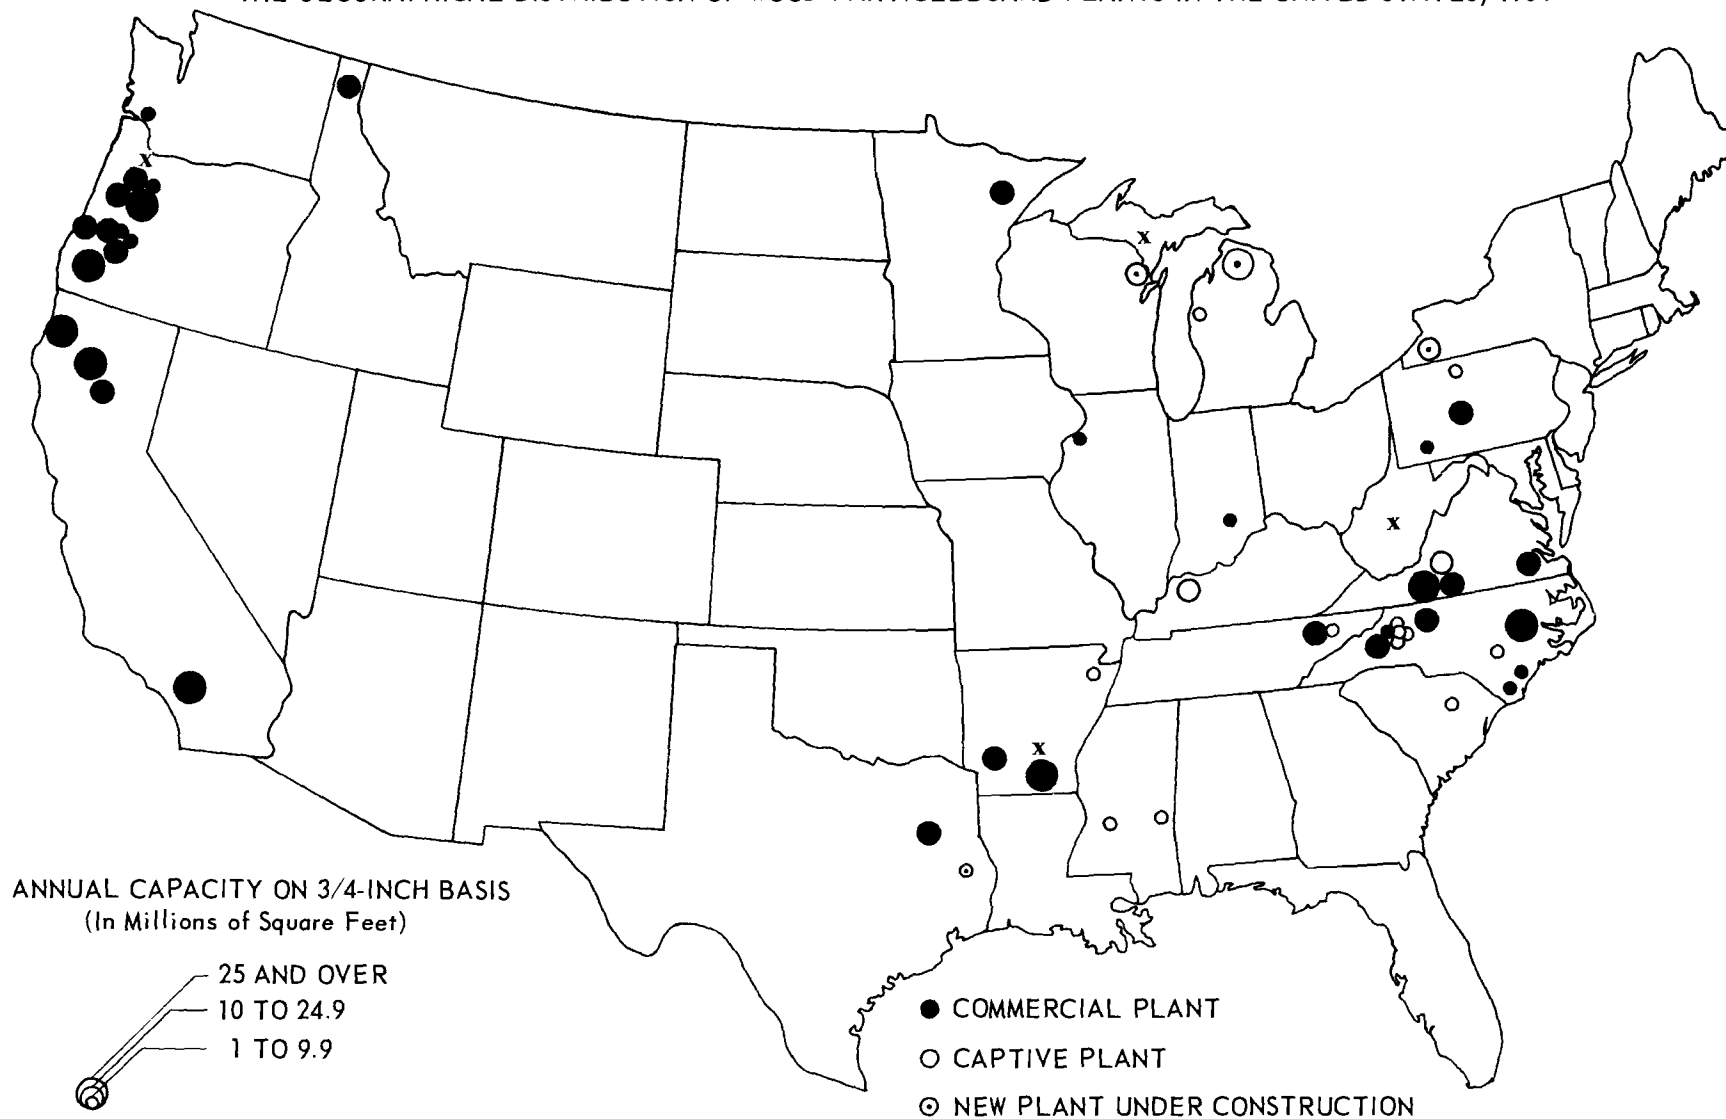 ANNUAL CAPACITY ON 3/4-INCH BASIS
(In Millions of Square Feet)
25 AND OVER
10 TO 24.9
1 TO 9.9
COMMERCIAL PLANT
CAPTIVE PLANT
NEW PLANT UNDER CONSTRUCTION
x
x
x
x